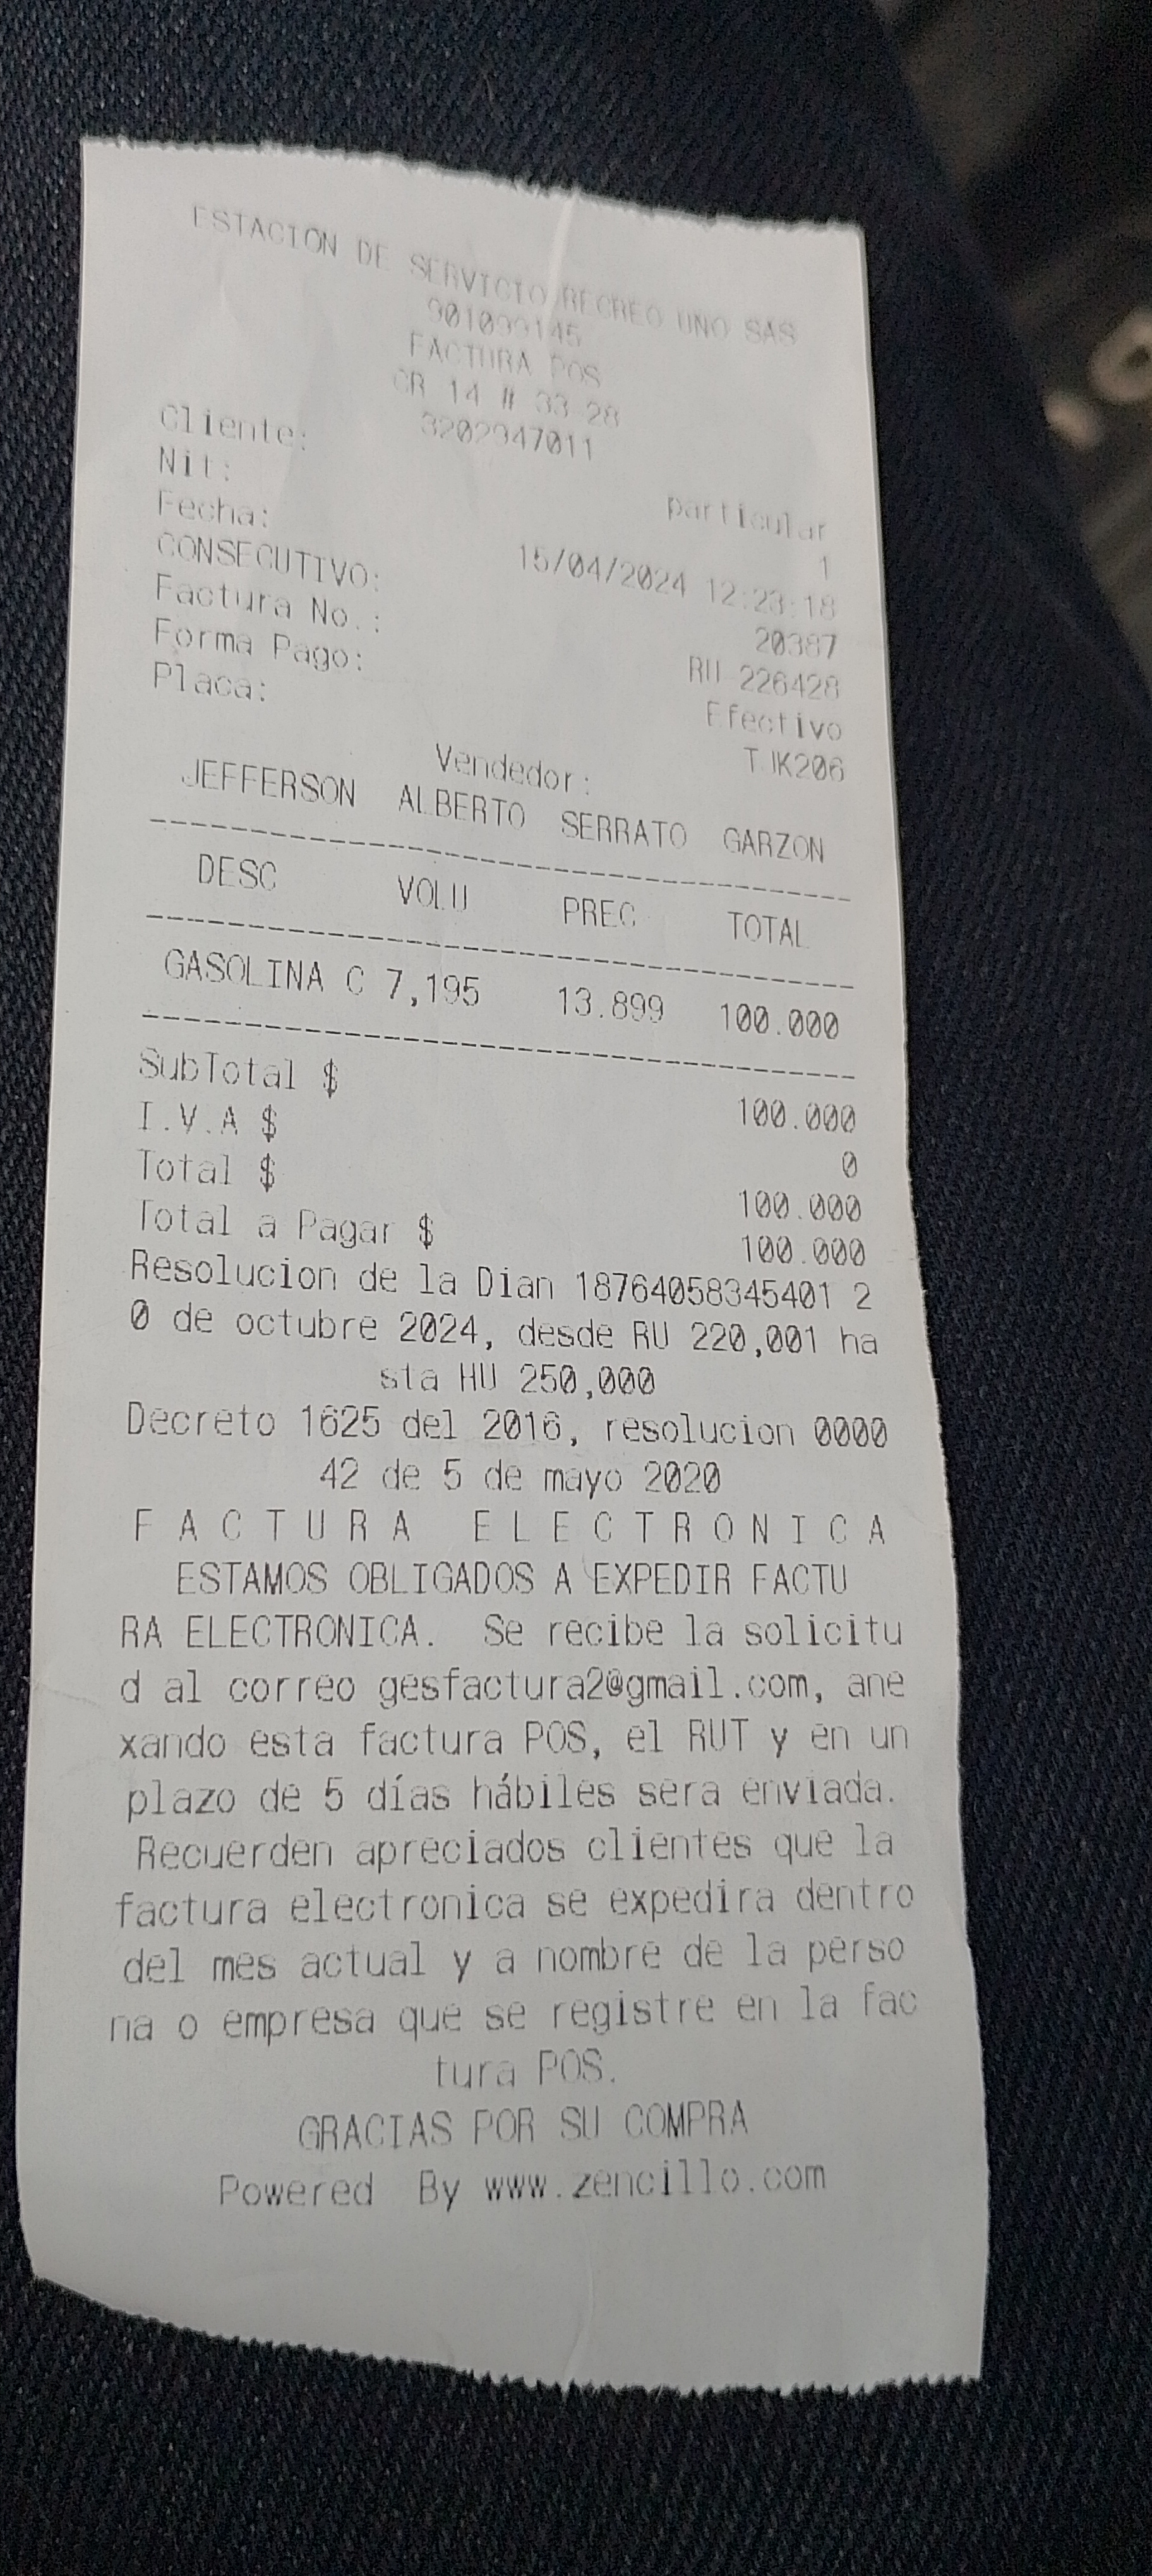 ESTACION DE SERVICIO RECREO UNO SAS
901099145
FACTURA POS
CR 14 # 33-28
3202947011
Cliente: particular
Nit: 1
Fecha: 15/04/2024 12:23:18
CONSECUTIVO: 20387
Factura No.: RU-226428
Forma Pago: Efectivo
Placa: TJK206
Vendedor:
JEFFERSON ALBERTO SERRATO GARZON
DESC VOLU PREC TOTAL
GASOLINA C 7,195 13.899 100.000
SubTotal $ 100.000
I.V.A $ 0
Total $ 100.000
Total a Pagar $ 100.000
Resolucion de la Dian 18764058345401 2
0 de octubre 2024, desde RU 220,001 ha
sta HU 250,000
Decreto 1625 del 2016, resolucion 0000
42 de 5 de mayo 2020
F A C T U R A E L E C T R O N I C A
ESTAMOS OBLIGADOS A EXPEDIR FACTU
RA ELECTRONICA. Se recibe la solicitu
d al correo gesfactura2@gmail.com, ane
xando esta factura POS, el RUT y en un
plazo de 5 días hábiles sera enviada.
Recuerden apreciados clientes que la
factura electronica se expedira dentro
del mes actual y a nombre de la perso
na o empresa que se registre en la fac
tura POS.
GRACIAS POR SU COMPRA
Powered By www.zencillo.com